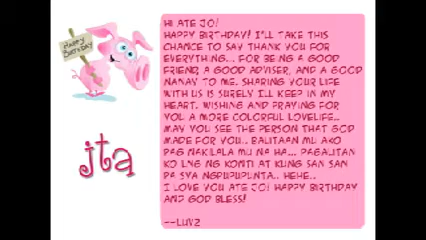 Happy
Birthday
jta
HI ATE JO!
HAPPY BIRTHDAY! I'LL TAKE THIS
CHANCE TO SAY THANK YOU FOR
EVERYTHING... FOR BEING A GOOD
FRIEND, A GOOD ADVISER, AND A GOOD
NANAY TO ME. SHARING YOUR LIFE
WITH US IS SURELY I'LL KEEP IN MY
HEART. WISHING AND PRAYING FOR
YOU A MORE COLORFUL LOVELIFE..
MAY YOU SEE THE PERSON THAT GOD
MADE FOR YOU.. BALITAAN MU AKO
PAG NAKILALA MU NA HA... PAGALITAN
KO LNG NG KONTI AT KUNG SAN SAN
PA SYA NGPUPUPUNTA.. HEHE..
I LOVE YOU ATE JO! HAPPY BIRTHDAY
AND GOD BLESS!
--LUVZ